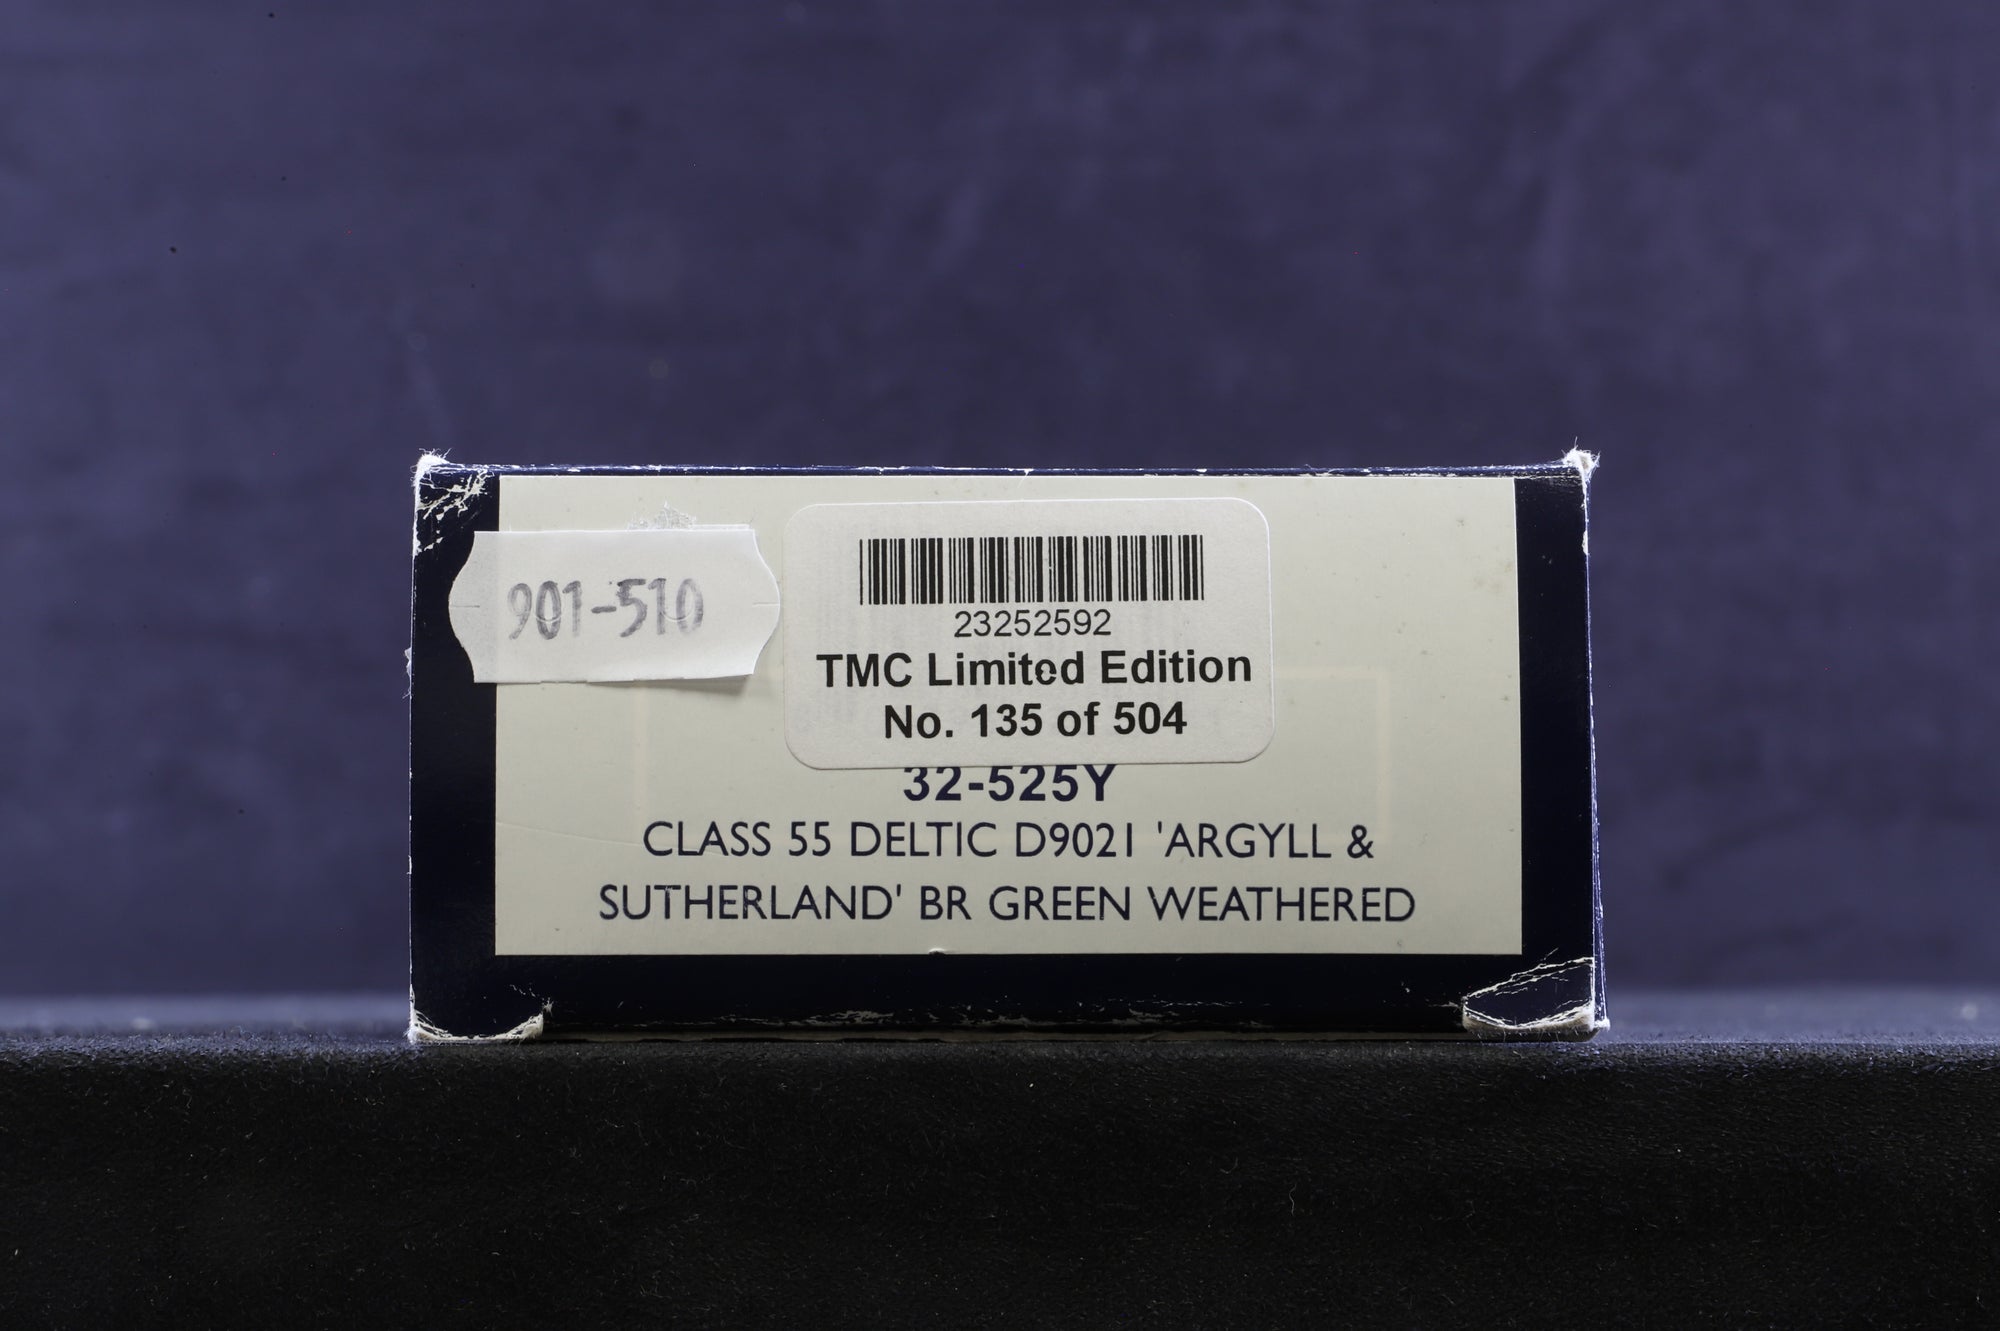 901-510
23252592
TMC Limited Edition
No. 135 of 504
32-525Y
CLASS 55 DELTIC D9021 'ARGYLL &
SUTHERLAND' BR GREEN WEATHERED